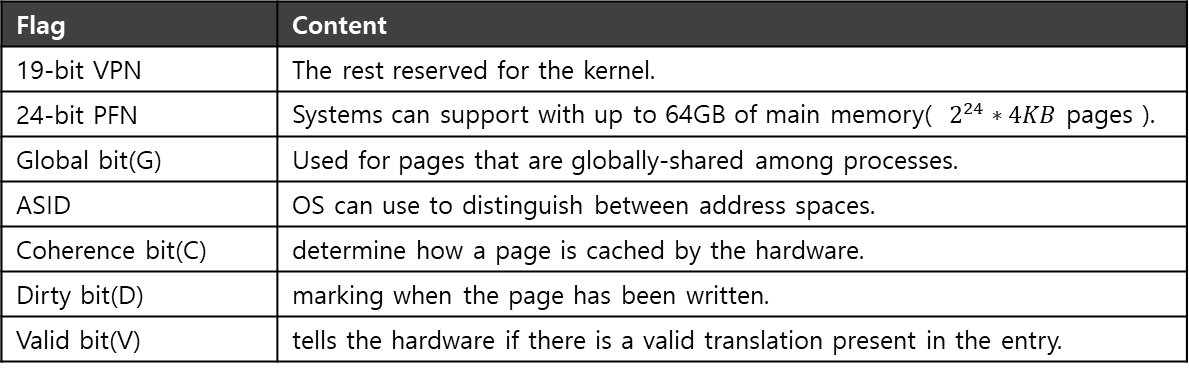 Flag Content
19-bit VPN The rest reserved for the kernel.
24-bit PFN Systems can support with up to 64GB of main memory( 2²⁴ ∗ 4KB pages ).
Global bit(G) Used for pages that are globally-shared among processes.
ASID OS can use to distinguish between address spaces.
Coherence bit(C) determine how a page is cached by the hardware.
Dirty bit(D) marking when the page has been written.
Valid bit(V) tells the hardware if there is a valid translation present in the entry.